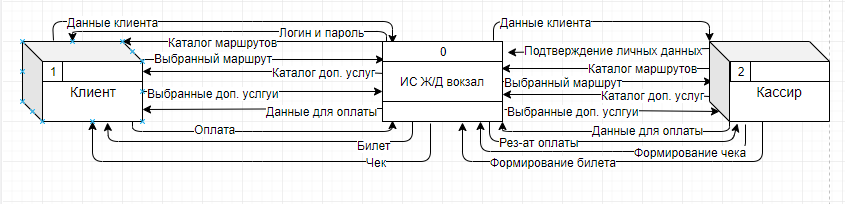 Данные клиента
Логин и пароль
Каталог маршрутов
Выбранный маршрут
Каталог доп. услуг
Выбранные доп. услуги
Данные для оплаты
Оплата
Билет
Чек
1
Клиент
0
ИС Ж/Д вокзал
Данные клиента
Подтверждение личных данных
Каталог маршрутов
Выбранный маршрут
Каталог доп. услуг
Выбранные доп. услуги
Данные для оплаты
Рез-ат оплаты
Формирование чека
Формирование билета
2
Кассир